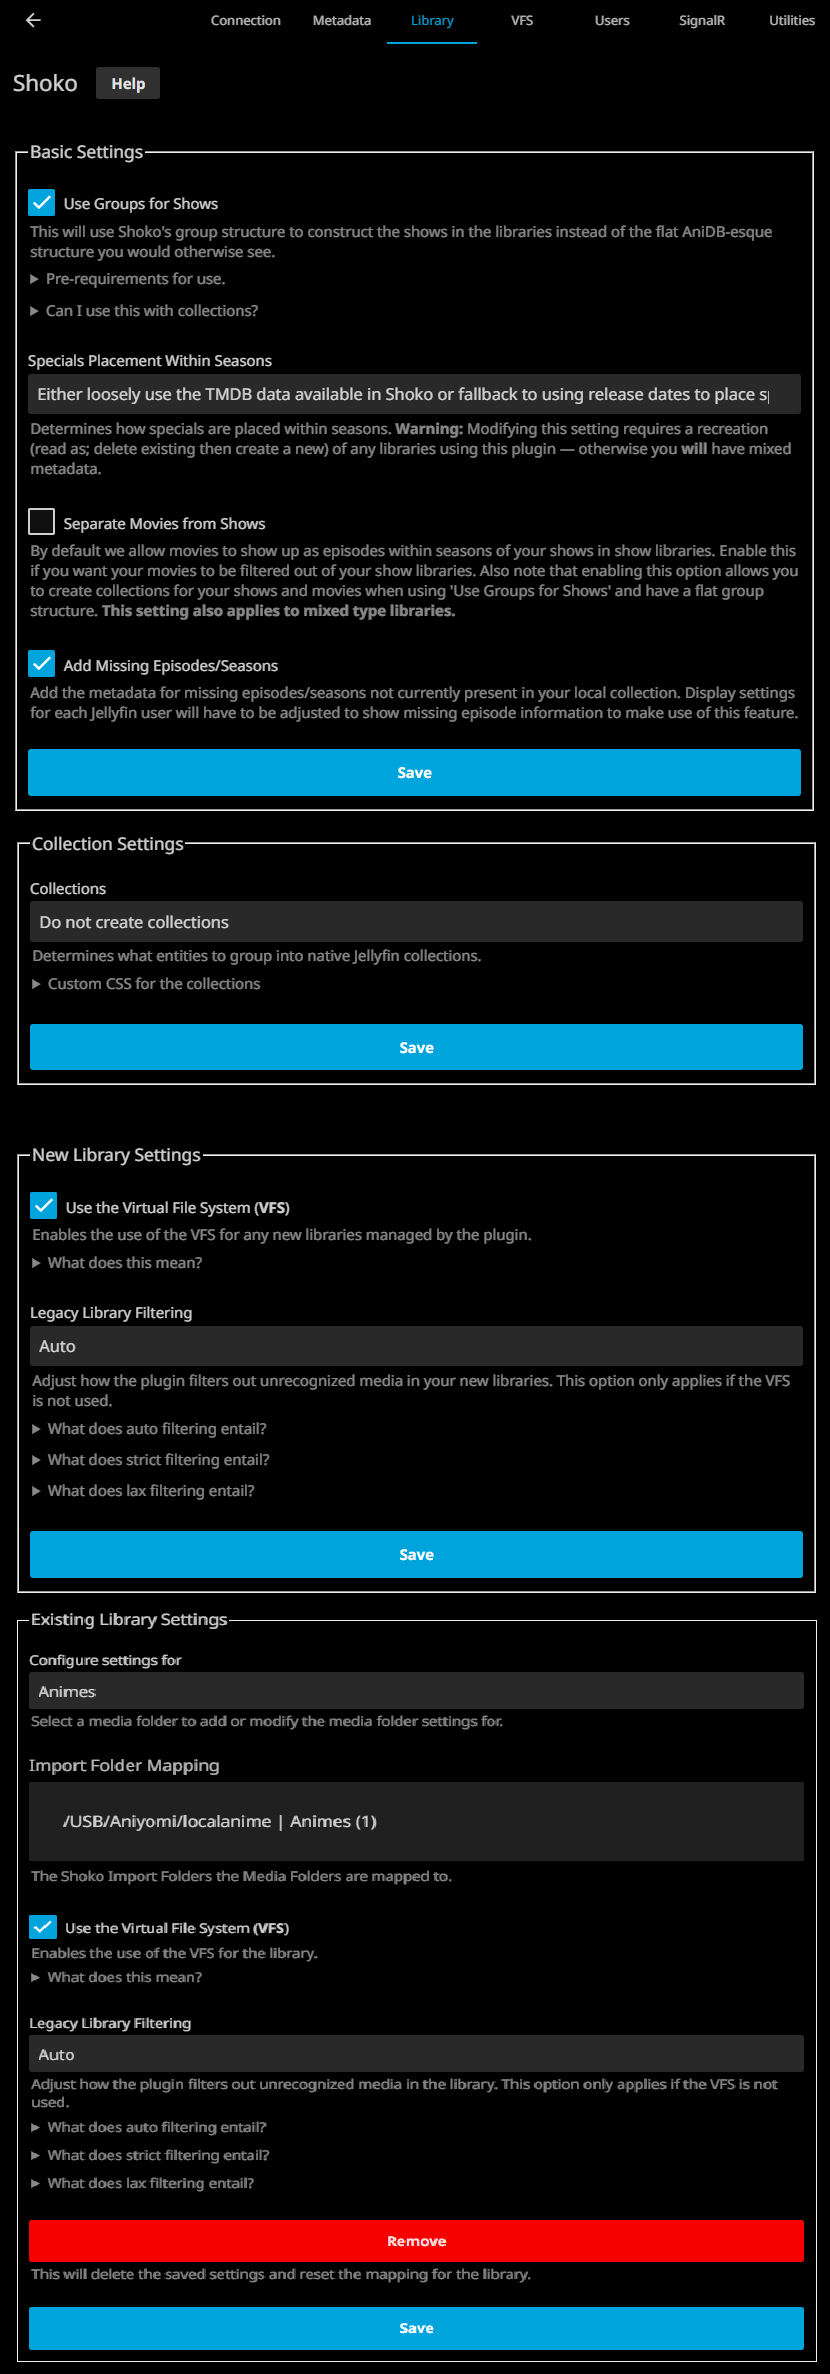 Connection Metadata Library VFS Users SignalR Utilities
Shoko Help
Basic Settings
Use Groups for Shows
This will use Shoko's group structure to construct the shows in the libraries instead of the flat AniDB-esque
structure you would otherwise see.
Pre-requirements for use.
Can I use this with collections?
Specials Placement Within Seasons
Either loosely use the TMDB data available in Shoko or fallback to using release dates to place
Determines how specials are placed within seasons. Warning: Modifying this setting requires a recreation
(read as; delete existing then create a new) of any libraries using this plugin — otherwise you will have mixed
metadata.
Separate Movies from Shows
By default we allow movies to show up as episodes within seasons of your shows in show libraries. Enable this
if you want your movies to be filtered out of your show libraries. Also note that enabling this option allows you
to create collections for your shows and movies when using 'Use Groups for Shows' and have a flat group
structure. This setting also applies to mixed type libraries.
Add Missing Episodes/Seasons
Add the metadata for missing episodes/seasons not currently present in your local collection. Display settings
for each Jellyfin user will have to be adjusted to show missing episode information to make use of this feature.
Save
Collection Settings
Collections
Do not create collections
Determines what entities to group into native Jellyfin collections.
Custom CSS for the collections
Save
New Library Settings
Use the Virtual File System (VFS)
Enables the use of the VFS for any new libraries managed by the plugin.
What does this mean?
Legacy Library Filtering
Auto
Adjust how the plugin filters out unrecognized media in your new libraries. This option only applies if the VFS
is not used.
What does auto filtering entail?
What does strict filtering entail?
What does lax filtering entail?
Save
Existing Library Settings
Configure settings for
Animes
Select a media folder to add or modify the media folder settings for.
Import Folder Mapping
/USB/Aniyomi/localanime | Animes (1)
The Shoko Import Folders the Media Folders are mapped to.
Use the Virtual File System (VFS)
Enables the use of the VFS for the library.
What does this mean?
Legacy Library Filtering
Auto
Adjust how the plugin filters out unrecognized media in the library. This option only applies if the VFS is not
used.
What does auto filtering entail?
What does strict filtering entail?
What does lax filtering entail?
Remove
This will delete the saved settings and reset the mapping for the library.
Save